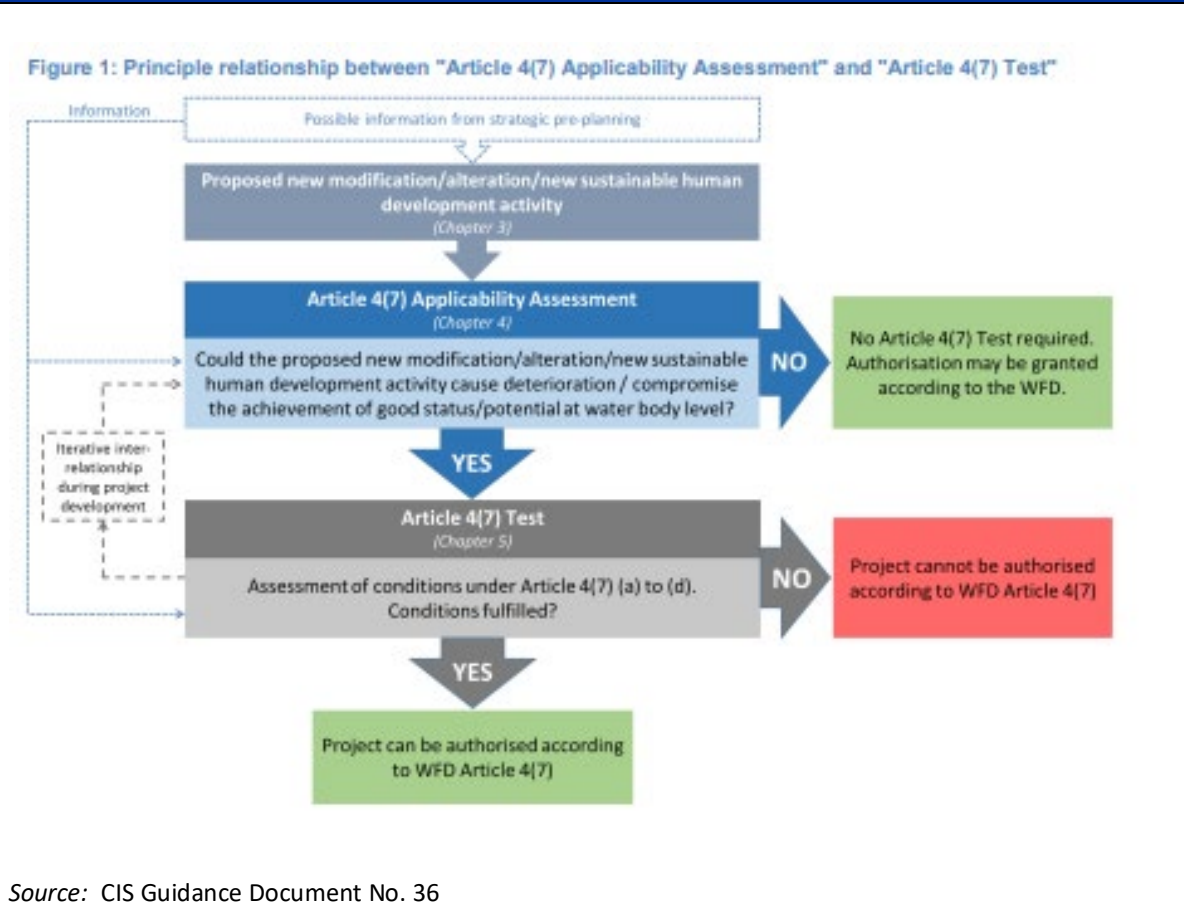 Figure 1: Principle relationship between "Article 4(7) Applicability Assessment" and "Article 4(7) Test"
Information
Possible information from strategic pre-planning
Proposed new modification/alteration/new sustainable human
development activity
(Chapter 3)
Article 4(7) Applicability Assessment
(Chapter 4)
Could the proposed new modification/alteration/new sustainable
human development activity cause deterioration / compromise
the achievement of good status/potential at water body level?
NO
No Article 4(7) Test required.
Authorisation may be granted
according to the WFD.
YES
Iterative inter-
relationship
during project
development
Article 4(7) Test
(Chapter 5)
Assessment of conditions under Article 4(7) (a) to (d).
Conditions fulfilled?
NO
Project cannot be authorised
according to WFD Article 4(7)
YES
Project can be authorised according
to WFD Article 4(7)
Source: CIS Guidance Document No. 36